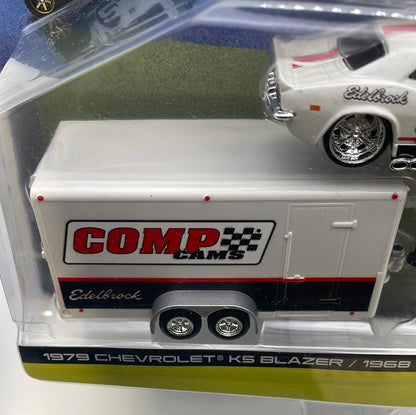 Edelbrock
COMP
CAMS
Edelbrock
1979 CHEVROLET® K5 BLAZER / 1968